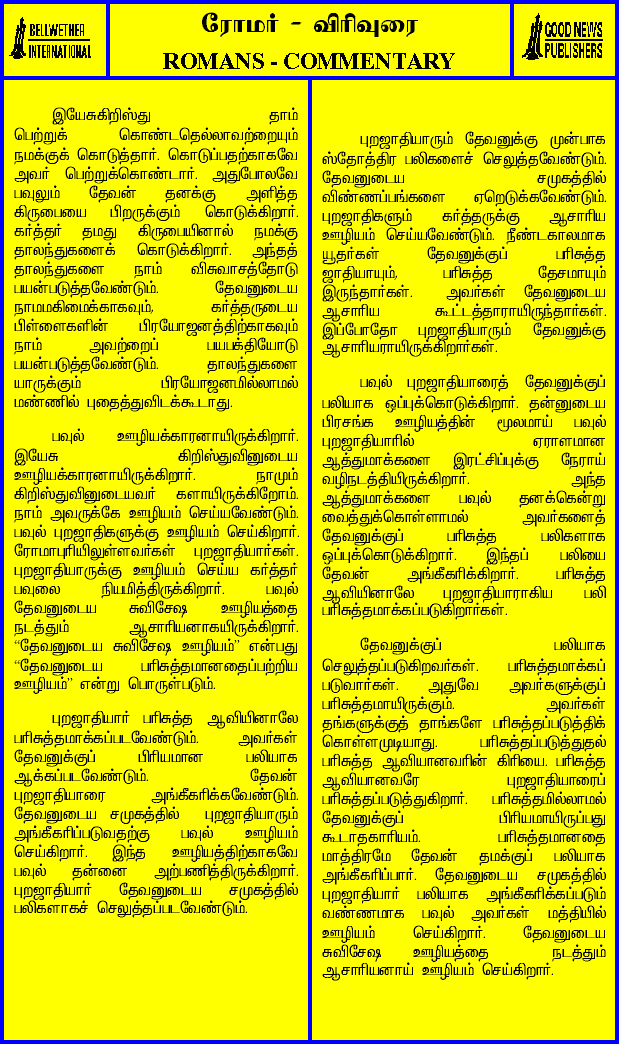 BELLWETHER
INTERNATIONAL
ரோமர் - விரிவுரை
ROMANS - COMMENTARY
GOOD NEWS
PUBLISHERS
இயேசுகிறிஸ்து தாம்
பெற்றுக் கொண்டதெல்லாவற்றையும்
நமக்குக் கொடுத்தார். கொடுப்பதற்காகவே
அவர் பெற்றுக்கொண்டார். அதுபோலவே
பவுலும் தேவன் தனக்கு அளித்த
கிருபையை பிறருக்கும் கொடுக்கிறார்.
கர்த்தர் தமது கிருபையினால் நமக்கு
தாலந்துகளைக் கொடுக்கிறார். அந்தத்
தாலந்துகளை நாம் விசுவாசத்தோடு
பயன்படுத்தவேண்டும். தேவனுடைய
நாமமகிமைக்காகவும், கர்த்தருடைய
பிள்ளைகளின் பிரயோஜனத்திற்காகவும்
நாம் அவற்றைப் பயபக்தியோடு
பயன்படுத்தவேண்டும். தாலந்துகளை
யாருக்கும் பிரயோஜனமில்லாமல்
மண்ணில் புதைத்துவிடக்கூடாது.
பவுல் ஊழியக்காரனாயிருக்கிறார்.
இயேசு கிறிஸ்துவினுடைய
ஊழியக்காரனாயிருக்கிறார். நாமும்
கிறிஸ்துவினுடையவர் களாயிருக்கிறோம்.
நாம் அவருக்கே ஊழியம் செய்யவேண்டும்.
பவுல் புறஜாதிகளுக்கு ஊழியம் செய்கிறார்.
ரோமாபுரியிலுள்ளவர்கள் புறஜாதியார்கள்.
புறஜாதியாருக்கு ஊழியம் செய்ய கர்த்தர்
பவுலை நியமித்திருக்கிறார். பவுல்
தேவனுடைய சுவிசேஷ ஊழியத்தை
நடத்தும் ஆசாரியனாகயிருக்கிறார்.
“தேவனுடைய சுவிசேஷ ஊழியம்” என்பது
“தேவனுடைய பரிசுத்தமானதைப்பற்றிய
ஊழியம்” என்று பொருள்படும்.
புறஜாதியார் பரிசுத்த ஆவியினாலே
பரிசுத்தமாக்கப்படவேண்டும். அவர்கள்
தேவனுக்குப் பிரியமான பலியாக
ஆக்கப்படவேண்டும். தேவன்
புறஜாதியாரை அங்கீகரிக்கவேண்டும்.
தேவனுடைய சமுகத்தில் புறஜாதியாரும்
அங்கீகரிப்படுவதற்கு பவுல் ஊழியம்
செய்கிறார். இந்த ஊழியத்திற்காகவே
பவுல் தன்னை அற்பணித்திருக்கிறார்.
புறஜாதியார் தேவனுடைய சமுகத்தில்
பலிகளாகச் செலுத்தப்படவேண்டும்.
புறஜாதியாரும் தேவனுக்கு முன்பாக
ஸ்தோத்திர பலிகளைச் செலுத்தவேண்டும்.
தேவனுடைய சமுகத்தில்
விண்ணப்பங்களை ஏறெடுக்கவேண்டும்.
புறஜாதிகளும் கர்த்தருக்கு ஆசாரிய
ஊழியம் செய்யவேண்டும். நீண்டகாலமாக
யூதர்கள் தேவனுக்குப் பரிசுத்த
ஜாதியாயும், பரிசுத்த தேசமாயும்
இருந்தார்கள். அவர்கள் தேவனுடைய
ஆசாரிய கூட்டத்தாராயிருந்தார்கள்.
இப்போதோ புறஜாதியாரும் தேவனுக்கு
ஆசாரியராயிருக்கிறார்கள்.
பவுல் புறஜாதியாரைத் தேவனுக்குப்
பலியாக ஒப்புக்கொடுக்கிறார். தன்னுடைய
பிரசங்க ஊழியத்தின் மூலமாய் பவுல்
புறஜாதியாரில் ஏராளமான
ஆத்துமாக்களை இரட்சிப்புக்கு நேராய்
வழிநடத்தியிருக்கிறார். அந்த
ஆத்துமாக்களை பவுல் தனக்கென்று
வைத்துக்கொள்ளாமல் அவர்களைத்
தேவனுக்குப் பரிசுத்த பலிகளாக
ஒப்புக்கொடுக்கிறார். இந்தப் பலியை
தேவன் அங்கீகரிக்கிறார். பரிசுத்த
ஆவியினாலே புறஜாதியாராகிய பலி
பரிசுத்தமாக்கப்படுகிறார்கள்.
தேவனுக்குப் பலியாக
செலுத்தப்படுகிறவர்கள். பரிசுத்தமாக்கப்
படுவார்கள். அதுவே அவர்களுக்குப்
பரிசுத்தமாயிருக்கும். அவர்கள்
தங்களுக்குத் தாங்களே பரிசுத்தப்படுத்திக்
கொள்ளமுடியாது. பரிசுத்தப்படுத்துதல்
பரிசுத்த ஆவியானவரின் கிரியை. பரிசுத்த
ஆவியானவரே புறஜாதியாரைப்
பரிசுத்தப்படுத்துகிறார். பரிசுத்தமில்லாமல்
தேவனுக்குப் பிரியமாயிருப்பது
கூடாதகாரியம். பரிசுத்தமானதை
மாத்திரமே தேவன் தமக்குப் பலியாக
அங்கீகரிப்பார். தேவனுடைய சமுகத்தில்
புறஜாதியார் பலியாக அங்கீகரிக்கப்படும்
வண்ணமாக பவுல் அவர்கள் மத்தியில்
ஊழியம் செய்கிறார். தேவனுடைய
சுவிசேஷ ஊழியத்தை நடத்தும்
ஆசாரியனாய் ஊழியம் செய்கிறார்.